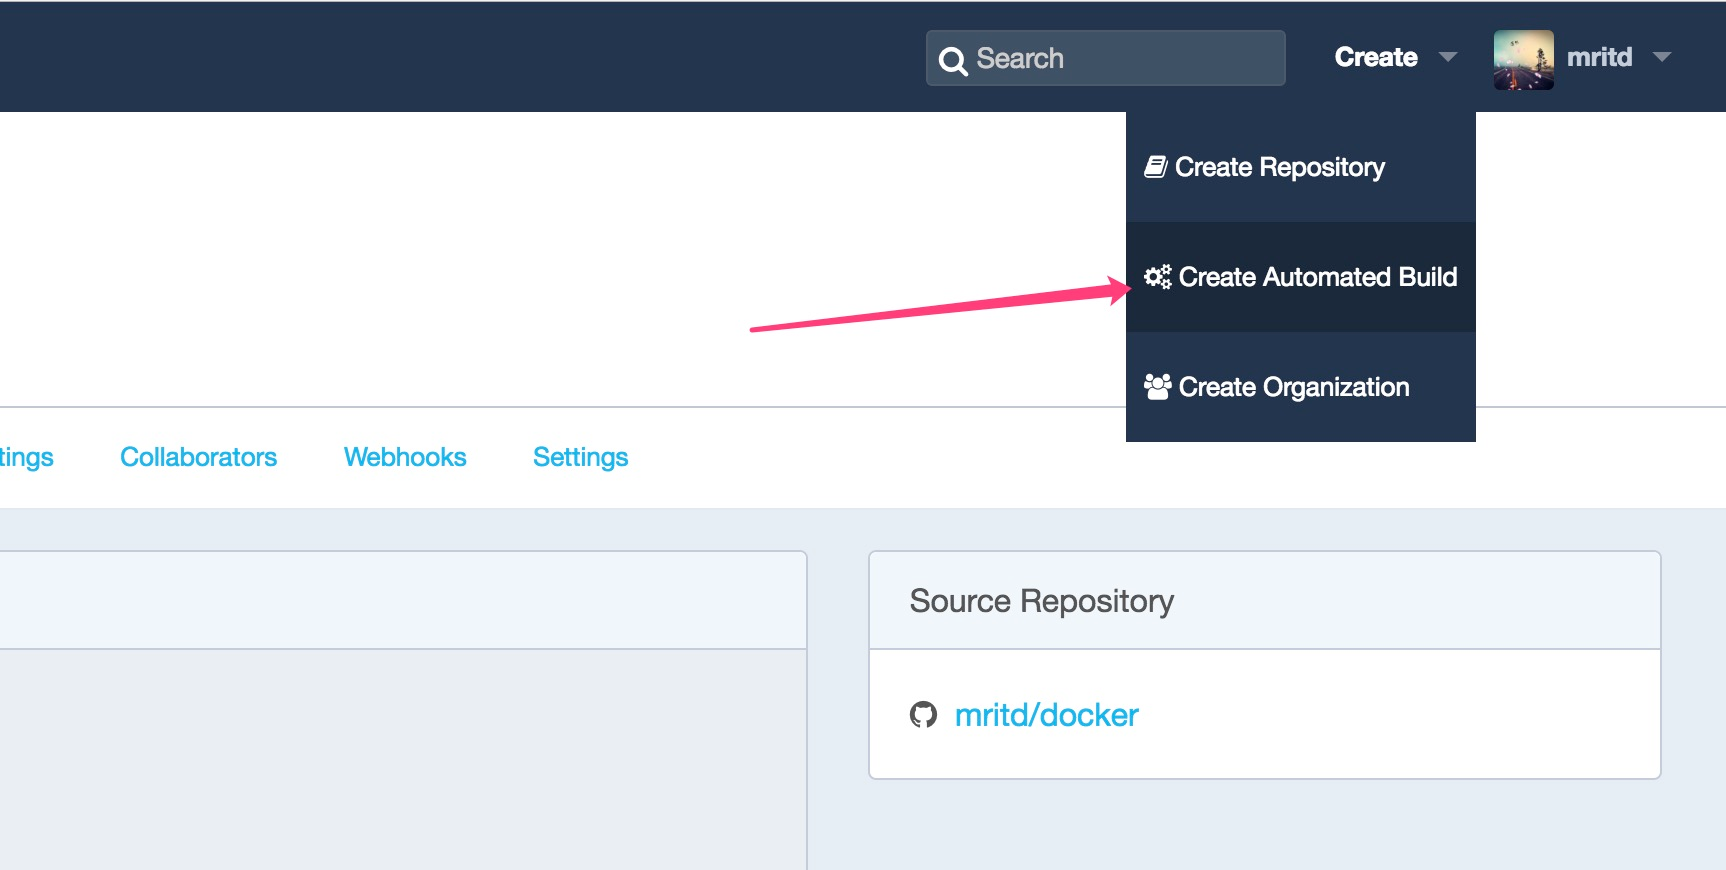 Search
Create
mritd
Create Repository
Create Automated Build
Create Organization
tings
Collaborators
Webhooks
Settings
Source Repository
mritd/docker